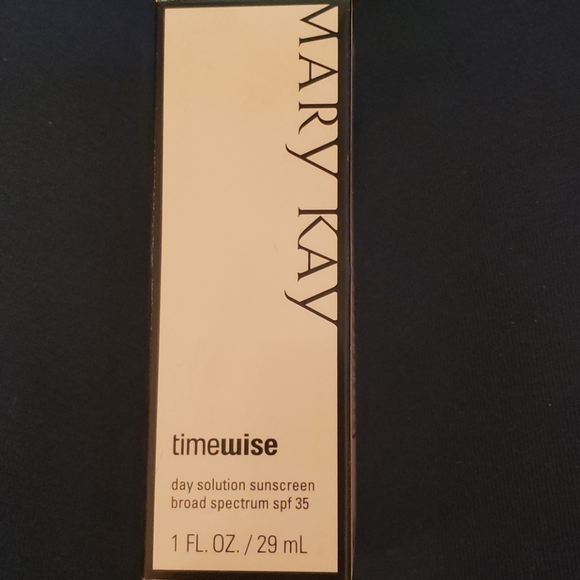 MARY KAY
timewise
day solution sunscreen
broad spectrum spf 35
1 FL. OZ. / 29 mL